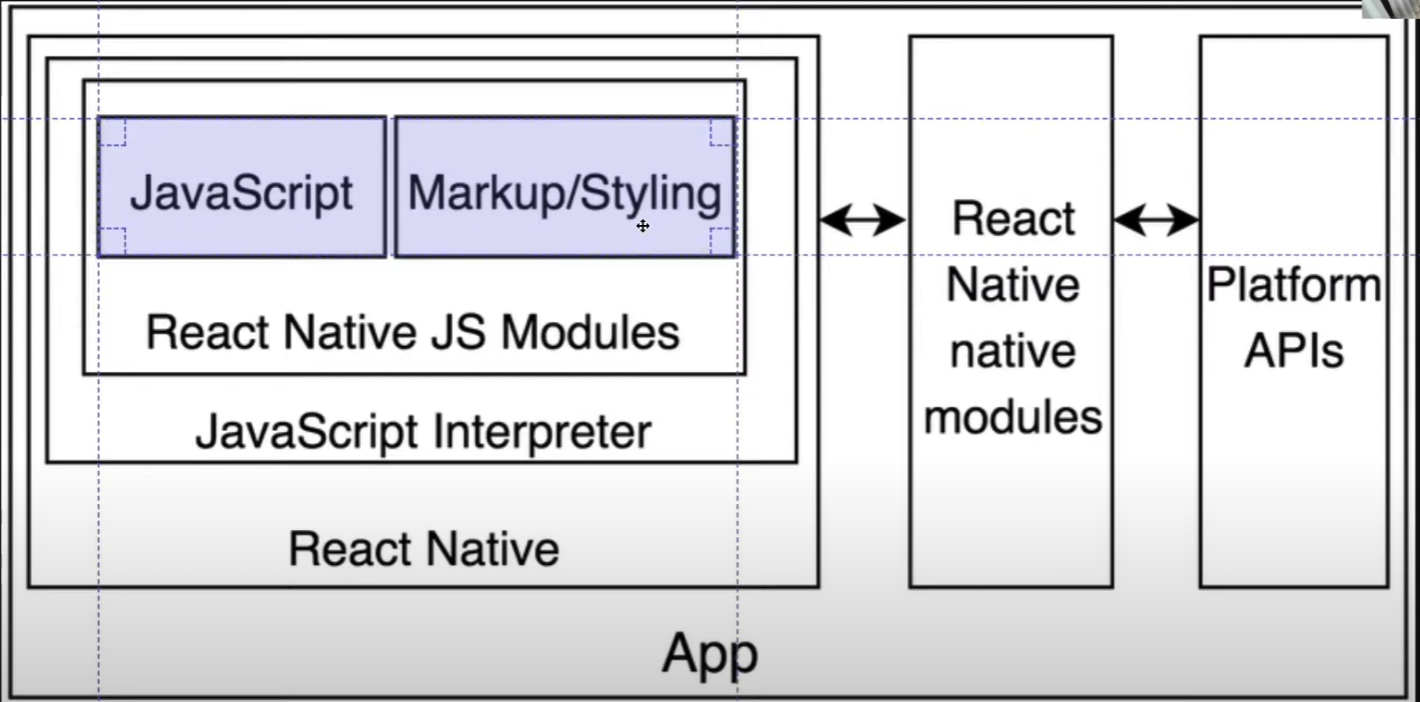 JavaScript
Markup/Styling
React Native JS Modules
JavaScript Interpreter
React Native
React
Native
native
modules
Platform
APIs
App